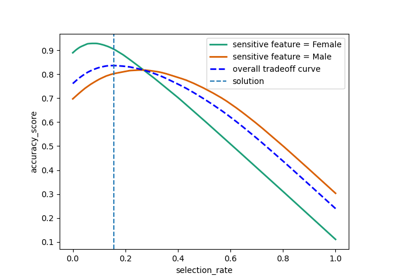 sensitive feature = Female
sensitive feature = Male
overall tradeoff curve
solution
accuracy_score
0.9
0.8
0.7
0.6
0.5
0.4
0.3
0.2
0.1
0.0 0.2 0.4 0.6 0.8 1.0
selection_rate